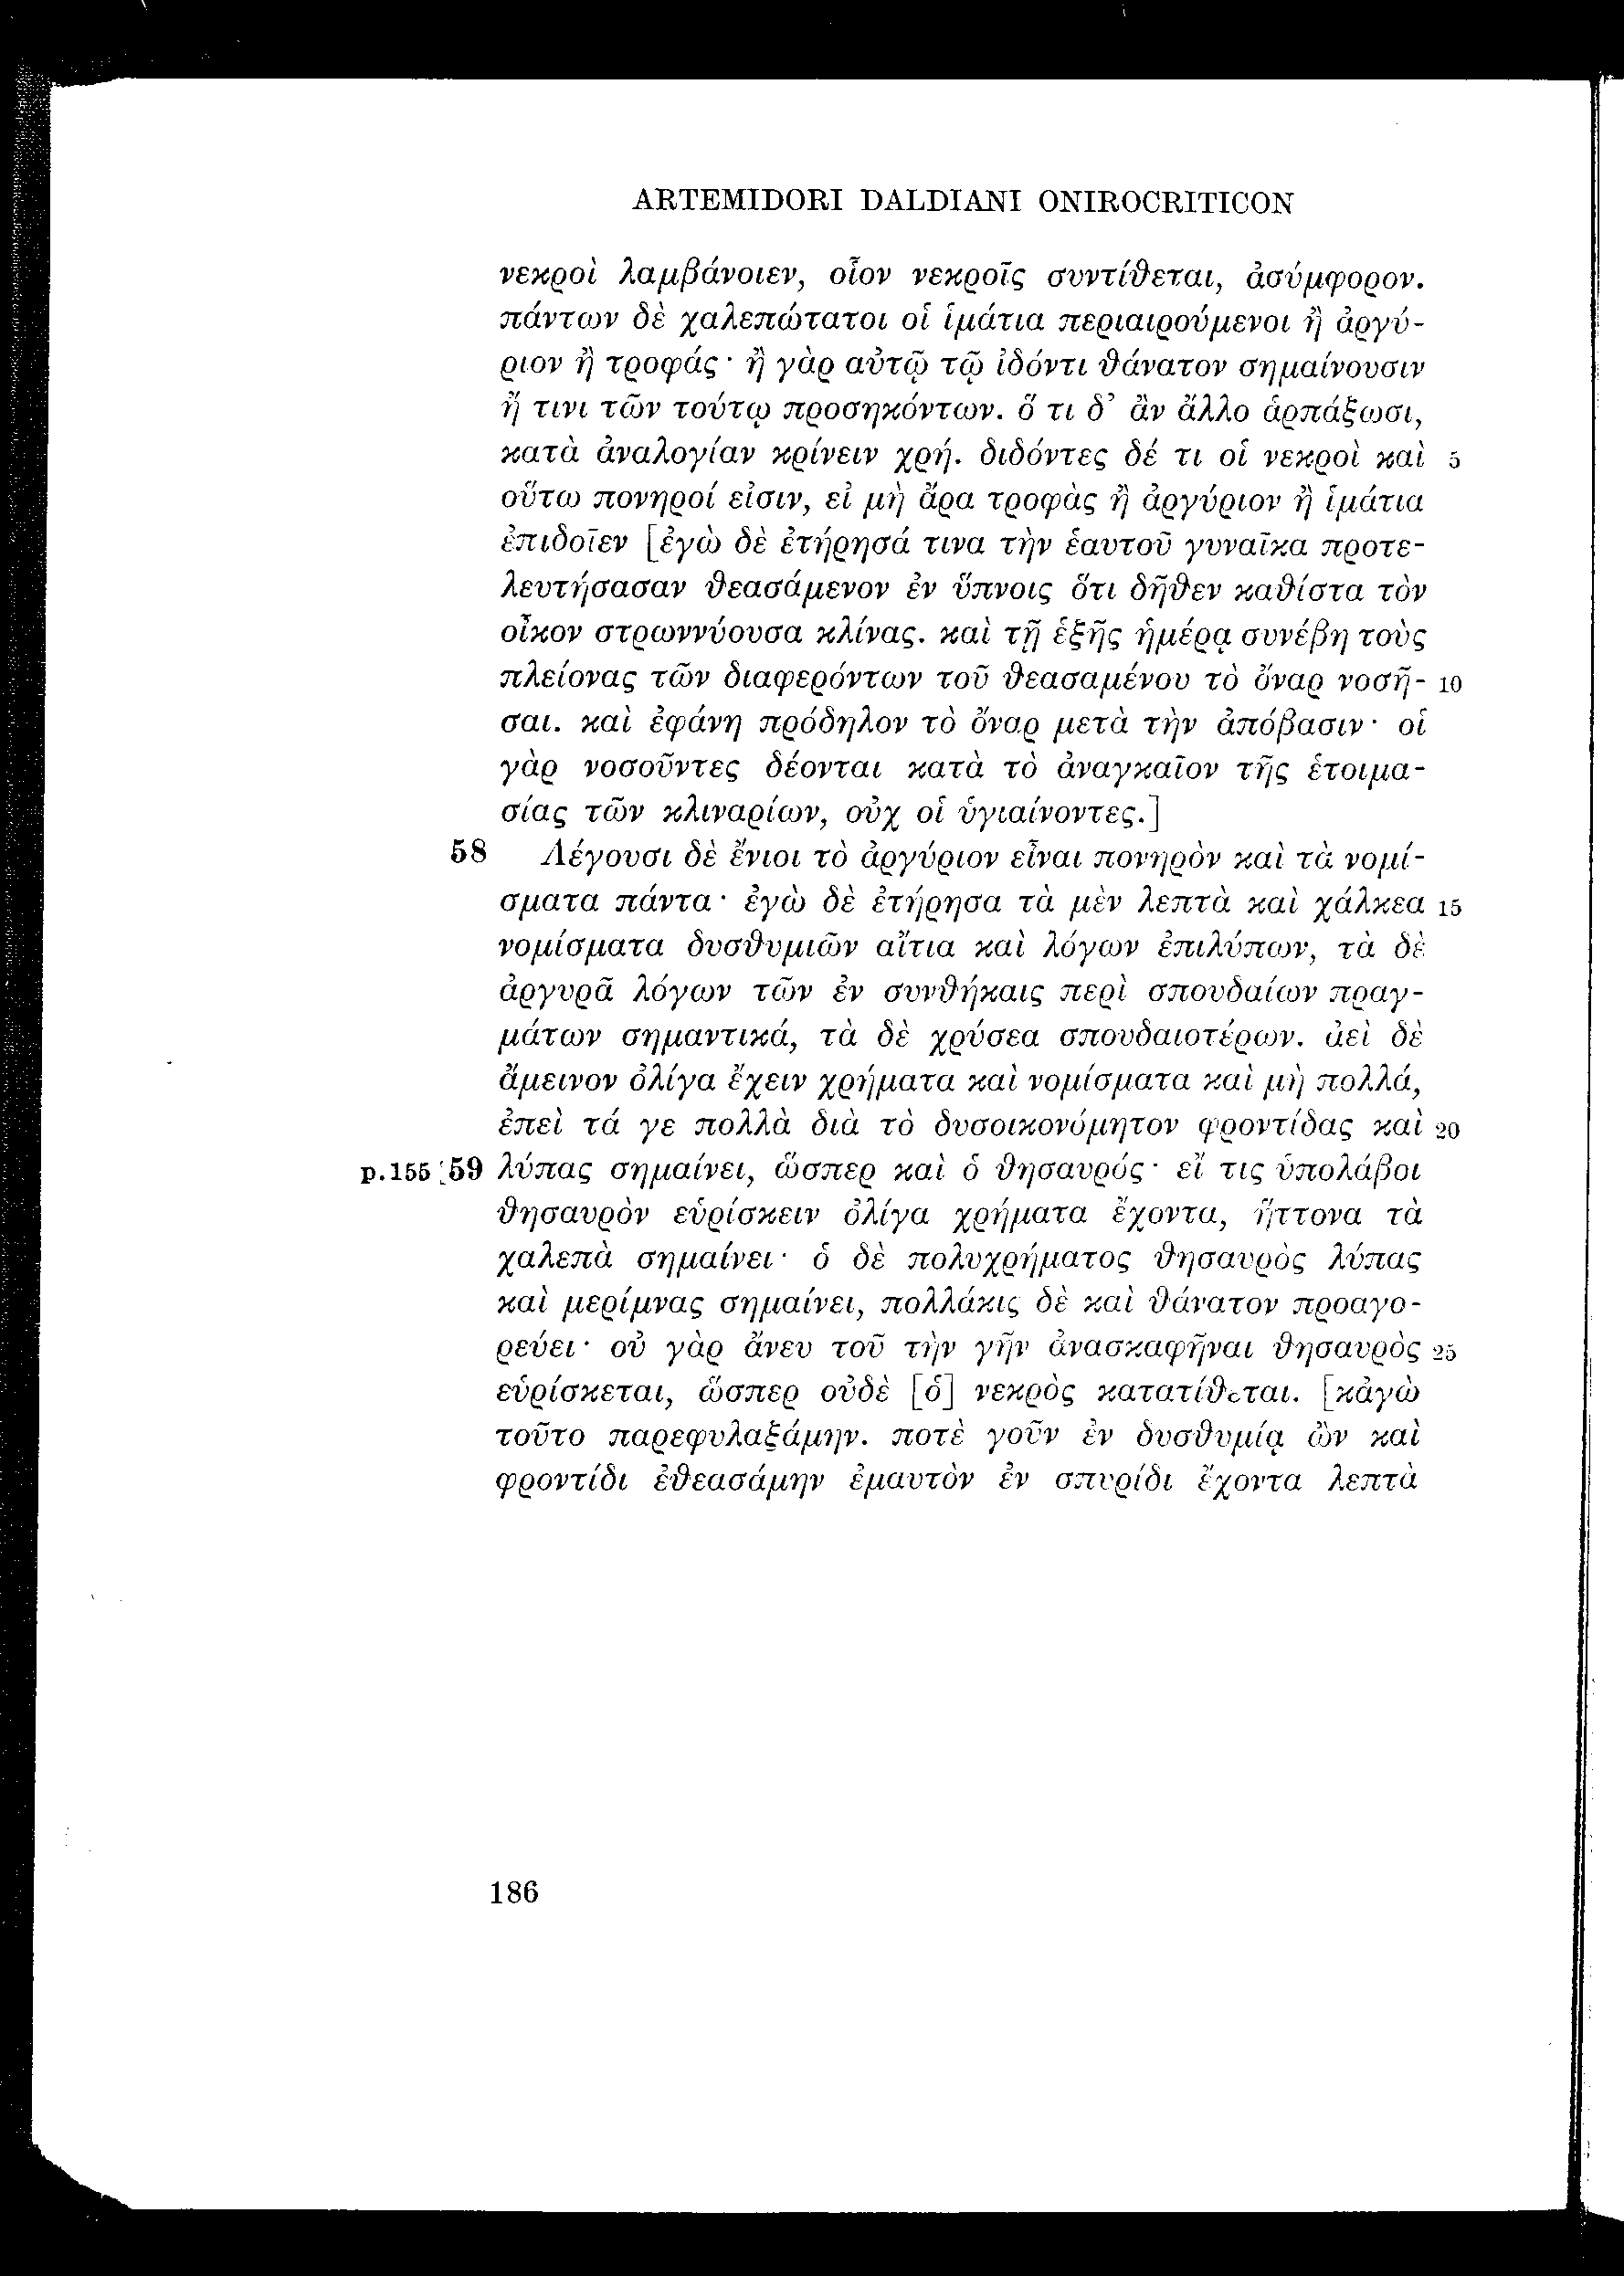 ARTEMIDORI DALDIANI ONIROCRITICON
νεκροὶ λαμβάνοιεν, οἷον νεκροῖς συντίθεται, ἀσύμφορον.
πάντων δὲ χαλεπώτατοι οἱ ἱμάτια περιαιρούμενοι ἢ ἀργύ-
ριον ἢ τροφάς· ἢ γὰρ αὐτῷ τῷ ἰδόντι θάνατον σημαίνουσιν
ἤ τινι τῶν τούτῳ προσηκόντων. ὅ τι δ’ ἂν ἄλλο ἁρπάξωσι,
κατὰ ἀναλογίαν κρίνειν χρή. διδόντες δέ τι οἱ νεκροὶ καὶ 5
οὕτω πονηροί εἰσιν, εἰ μὴ ἄρα τροφὰς ἢ ἀργύριον ἢ ἱμάτια
ἐπιδοῖεν [ἐγὼ δὲ ἐτήρησά τινα τὴν ἑαυτοῦ γυναῖκα προτε-
λευτήσασαν θεασάμενον ἐν ὕπνοις ὅτι δῆθεν καθίστα τὸν
οἶκον στρωννύουσα κλίνας. καὶ τῇ ἑξῆς ἡμέρᾳ συνέβη τοὺς
πλείονας τῶν διαφερόντων τοῦ θεασαμένου τὸ ὄναρ νοσῆ- 10
σαι. καὶ ἐφάνη πρόδηλον τὸ ὄναρ μετὰ τὴν ἀπόβασιν· οἱ
γὰρ νοσοῦντες δέονται κατὰ τὸ ἀναγκαῖον τῆς ἑτοιμα-
σίας τῶν κλιναρίων, οὐχ οἱ ὑγιαίνοντες.]
58 Λέγουσι δὲ ἔνιοι τὸ ἀργύριον εἶναι πονηρὸν καὶ τὰ νομί-
σματα πάντα· ἐγὼ δὲ ἐτήρησα τὰ μὲν λεπτὰ καὶ χάλκεα 15
νομίσματα δυσθυμιῶν αἴτια καὶ λόγων ἐπιλύπων, τὰ δὲ
ἀργυρᾶ λόγων τῶν ἐν συνθήκαις περὶ σπουδαίων πραγ-
μάτων σημαντικά, τὰ δὲ χρύσεα σπουδαιοτέρων. ἀεὶ δὲ
ἄμεινον ὀλίγα ἔχειν χρήματα καὶ νομίσματα καὶ μὴ πολλά,
ἐπεὶ τά γε πολλὰ διὰ τὸ δυσοικονόμητον φροντίδας καὶ 20
p.155 59 λύπας σημαίνει, ὥσπερ καὶ ὁ θησαυρός· εἴ τις ὑπολάβοι
θησαυρὸν εὑρίσκειν ὀλίγα χρήματα ἔχοντα, ἥττονα τὰ
χαλεπὰ σημαίνει· ὁ δὲ πολυχρήματος θησαυρὸς λύπας
καὶ μερίμνας σημαίνει, πολλάκις δὲ καὶ θάνατον προαγο-
ρεύει· οὐ γὰρ ἄνευ τοῦ τὴν γῆν ἀνασκαφῆναι θησαυρὸς 25
εὑρίσκεται, ὥσπερ οὐδὲ [ὁ] νεκρὸς κατατίθεται. [κἀγὼ
τοῦτο παρεφυλαξάμην. ποτὲ γοῦν ἐν δυσθυμίᾳ ὢν καὶ
φροντίδι ἐθεασάμην ἐμαυτὸν ἐν σπυρίδι ἔχοντα λεπτὰ
186